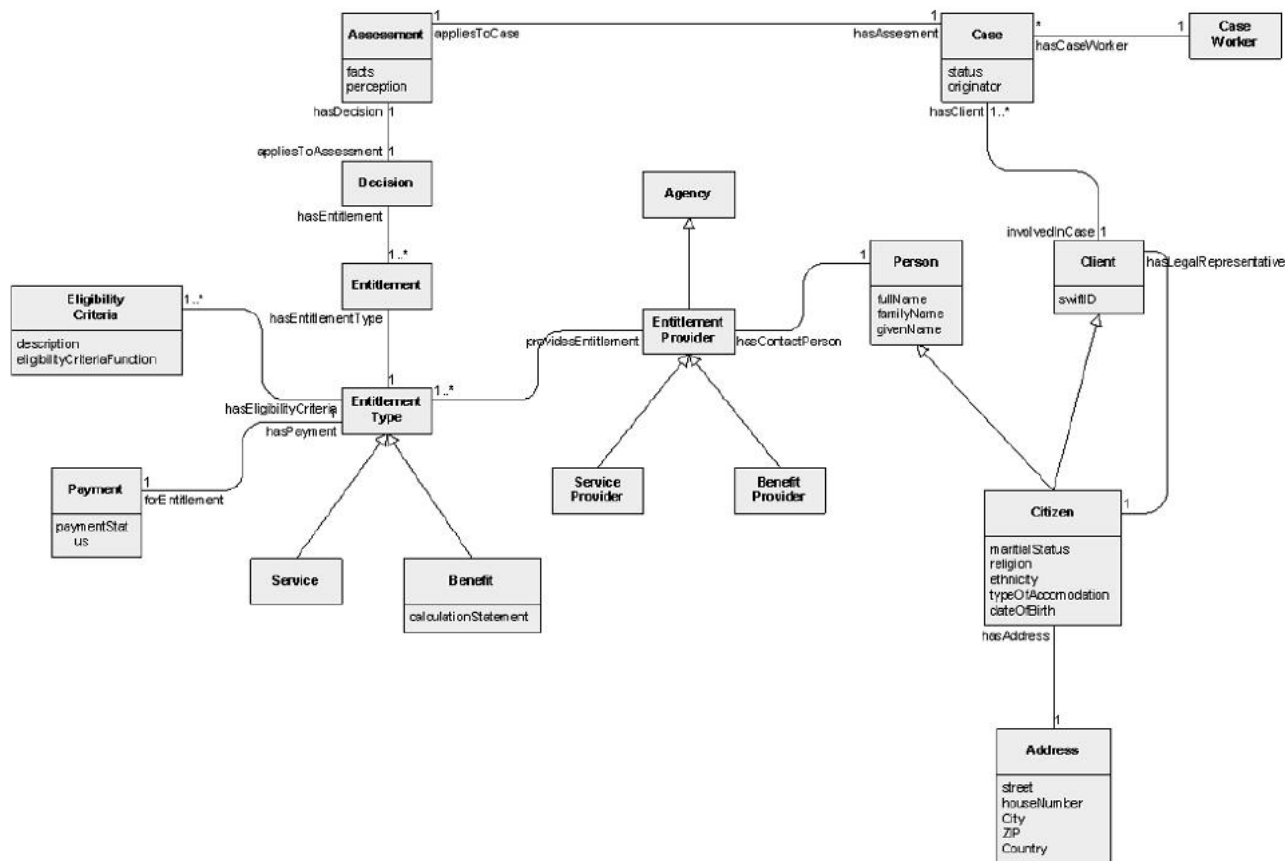 1
1
Assessment
appliesToCase
hasAssesment
Case
*
hasCaseWorker
1
Case
Worker
facts
perception
status
originator
hasDecision
1
hasClient
1..*
appliesToAssessment
1
Decision
hasEntitlement
Agency
1..*
Entitlement
hasEntitlementType
involvedInCase
1
1
Person
fullName
familyName
givenName
Client
hasLegalRepresentative
swiftID
Eligibility
Criteria
1..*
description
eligibilityCriteriaFunction
providesEntitlement
Entitlement
Provider
hasContactPerson
1
1..*
hasEligibilityCriteria
Entitlement
Type
hasPayment
Payment
1
forEntitlement
paymentStat
us
Service
Provider
Benefit
Provider
Citizen
1
maritialStatus
religion
ethnicity
typeOfAccomodation
dateOfBirth
Service
Benefit
calculationStatement
hasAddress
1
Address
street
houseNumber
City
ZIP
Country